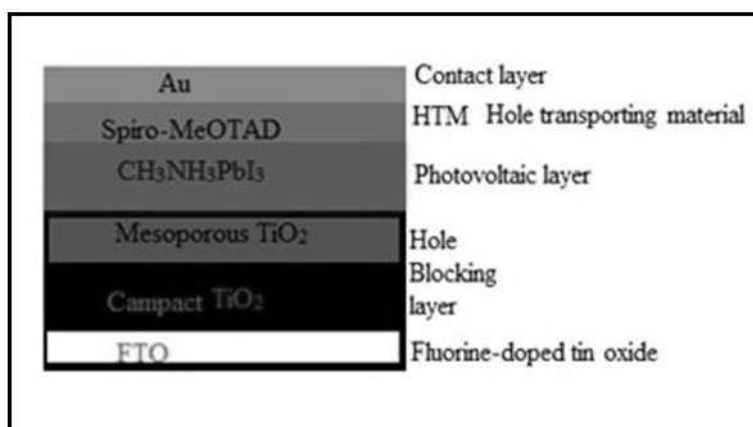 Au
Contact layer
Spiro-MeOTAD
HTM Hole transporting material
CH3NH3PbI3
Photovoltaic layer
Mesoporous TiO2
Hole
Blocking
layer
Campact TiO2
FTO
Fluorine-doped tin oxide